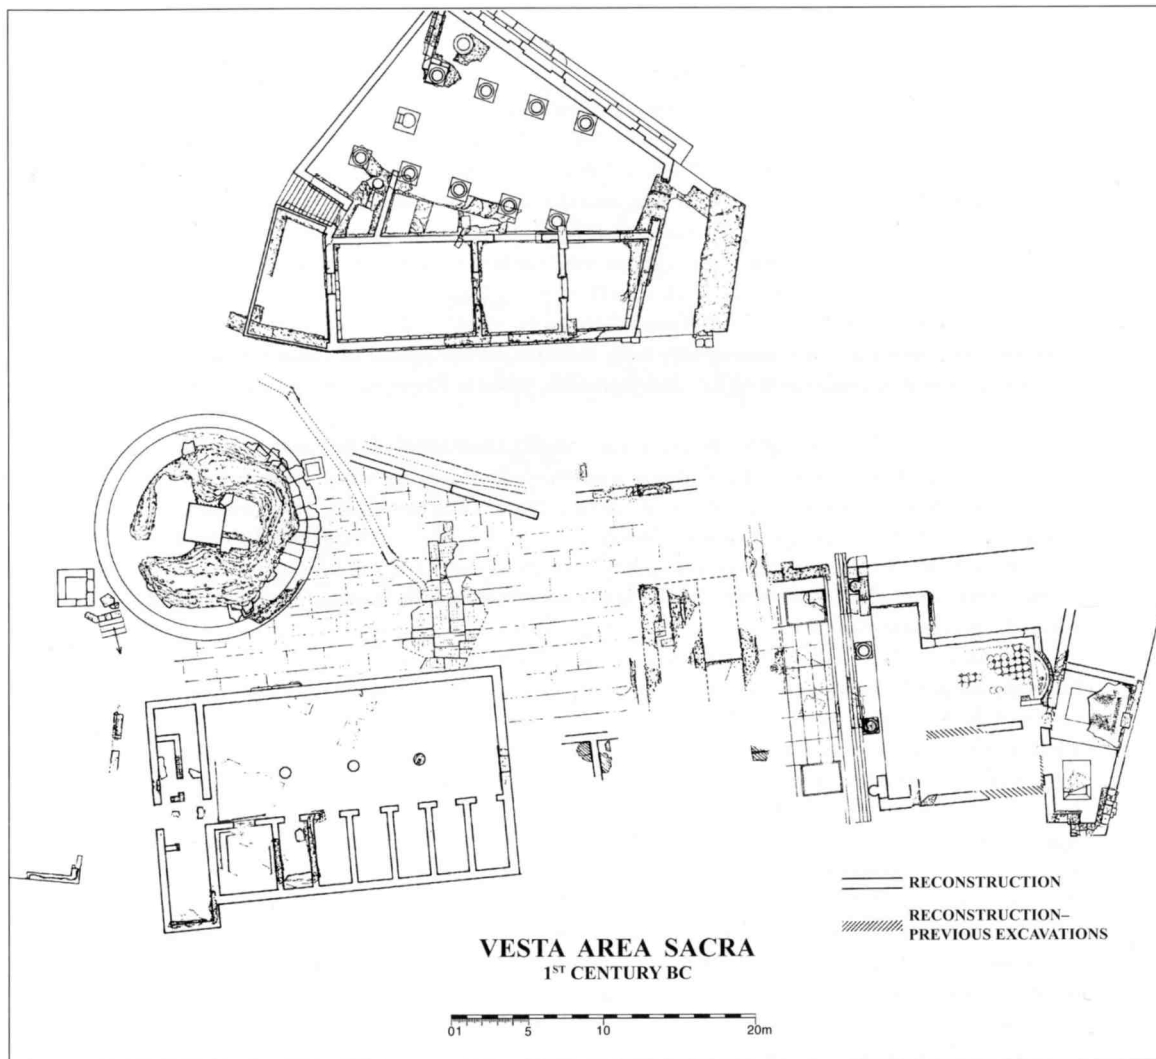 RECONSTRUCTION
RECONSTRUCTION–
PREVIOUS EXCAVATIONS
VESTA AREA SACRA
1ST CENTURY BC
01 5 10 20m